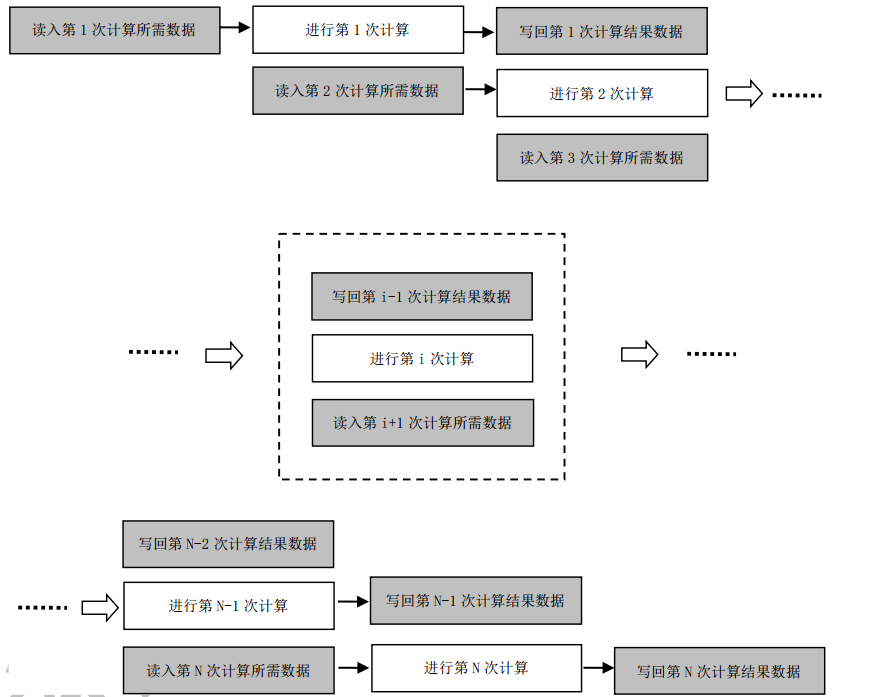 读入第 1 次计算所需数据
进行第 1 次计算
写回第 1 次计算结果数据
读入第 2 次计算所需数据
进行第 2 次计算
读入第 3 次计算所需数据
写回第 i-1 次计算结果数据
进行第 i 次计算
读入第 i+1 次计算所需数据
写回第 N-2 次计算结果数据
进行第 N-1 次计算
写回第 N-1 次计算结果数据
读入第 N 次计算所需数据
进行第 N 次计算
写回第 N 次计算结果数据